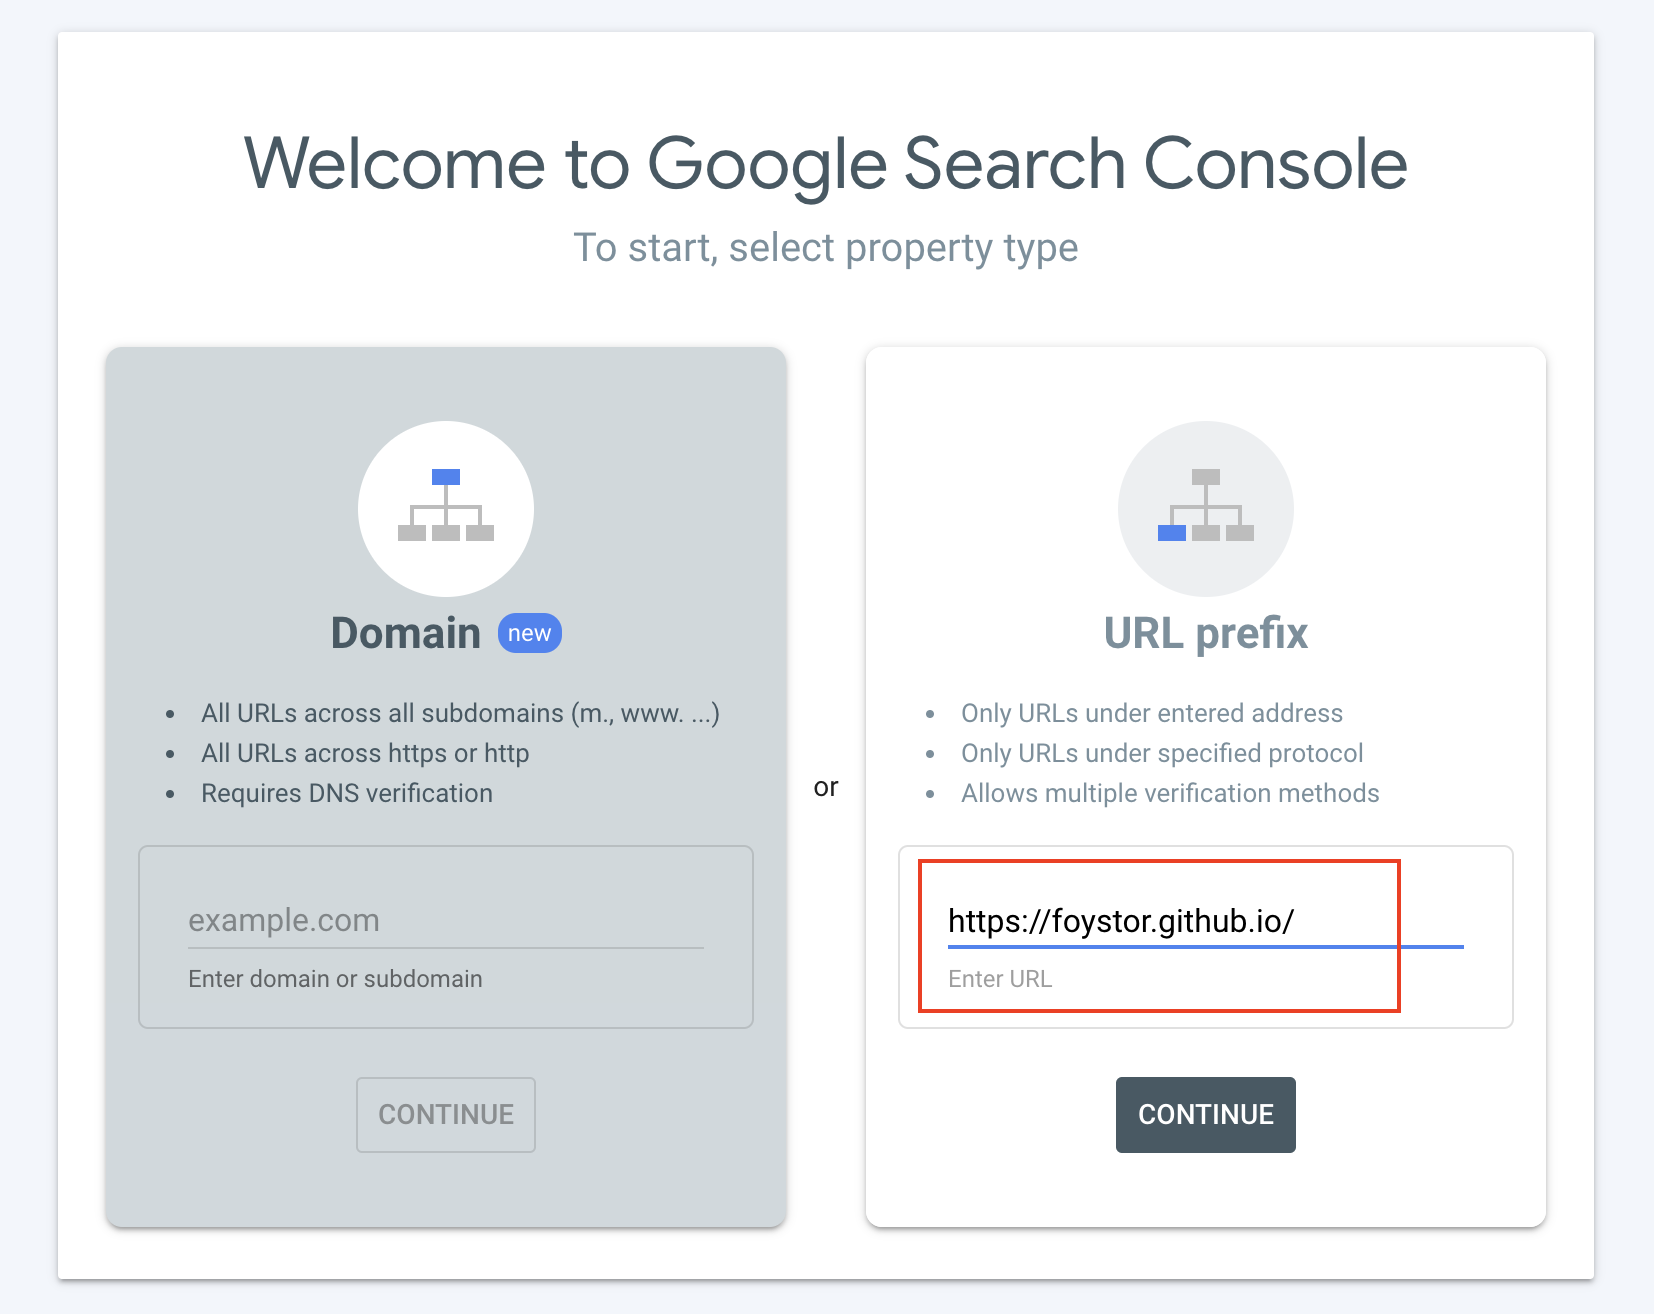 Welcome to Google Search Console
To start, select property type
Domain new
All URLs across all subdomains (m., www. ...)
All URLs across https or http
Requires DNS verification
example.com
Enter domain or subdomain
CONTINUE
or
URL prefix
Only URLs under entered address
Only URLs under specified protocol
Allows multiple verification methods
https://foystor.github.io/
Enter URL
CONTINUE